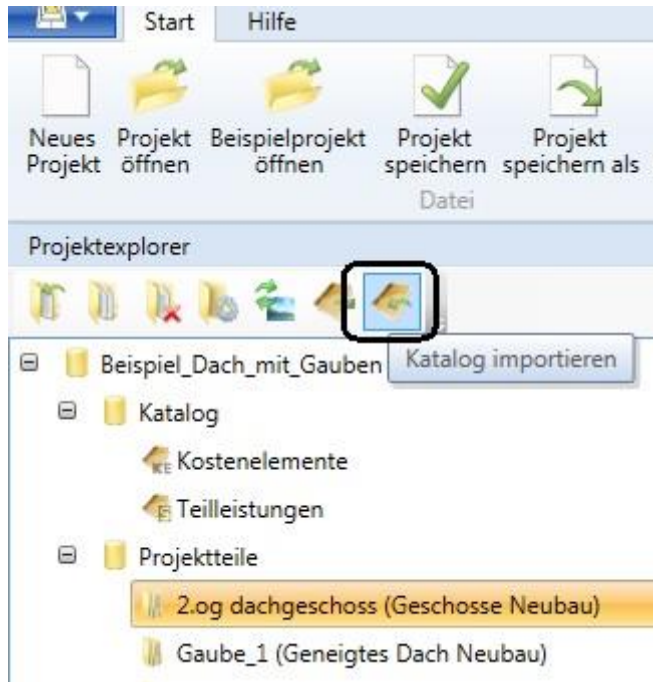 Start Hilfe
Neues Projekt Beispielprojekt Projekt Projekt
Projekt öffnen öffnen speichern speichern als
Datei
Projektexplorer
Beispiel_Dach_mit_Gauben Katalog importieren
Katalog
Kostenelemente
Teilleistungen
Projektteile
2.og dachgeschoss (Geschosse Neubau)
Gaube_1 (Geneigtes Dach Neubau)